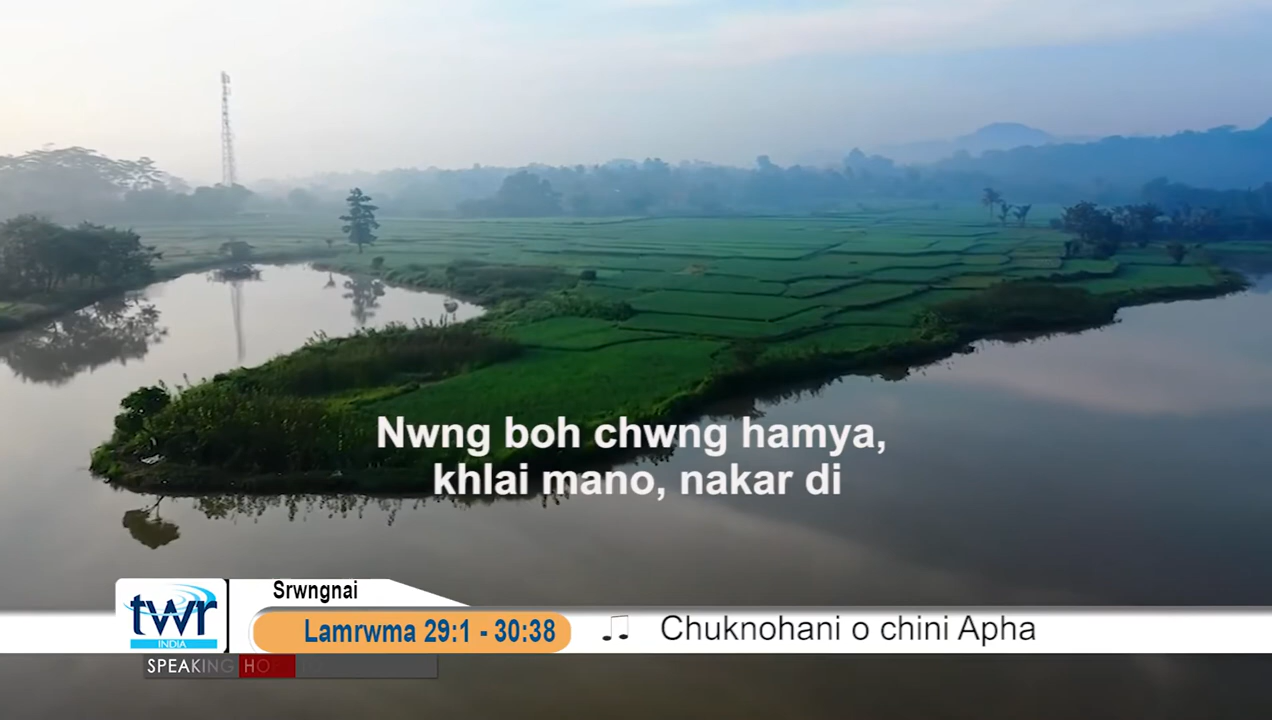 Nwng boh chwng hamya,
khlai mano, nakar di
Srwngnai
twr
INDIA
Lamrwma 29:1 - 30:38
Chuknohani o chini Apha
SPEAKING